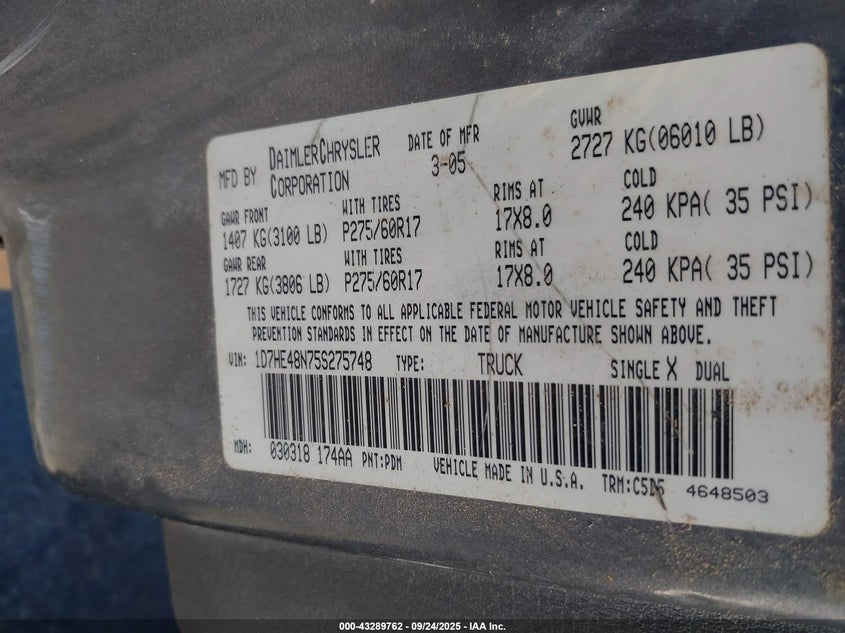 MFD BY DAIMLERCHRYSLER CORPORATION DATE OF MFR 3-05 GVWR 2727 KG(06010 LB)
GAWR FRONT WITH TIRES RIMS AT COLD
1407 KG(3100 LB) P275/60R17 17X8.0 240 KPA( 35 PSI)
GAWR REAR WITH TIRES RIMS AT COLD
1727 KG(3806 LB) P275/60R17 17X8.0 240 KPA( 35 PSI)
THIS VEHICLE CONFORMS TO ALL APPLICABLE FEDERAL MOTOR VEHICLE SAFETY AND THEFT
PREVENTION STANDARDS IN EFFECT ON THE DATE OF MANUFACTURE SHOWN ABOVE.
VIN: 1D7HE48N75S275748 TYPE: TRUCK SINGLE X DUAL
MDH: 030318 174AA PNT:PDM VEHICLE MADE IN U.S.A. TRM:C5D5 4648503
000-43289762 - 09/24/2025 - IAA Inc.